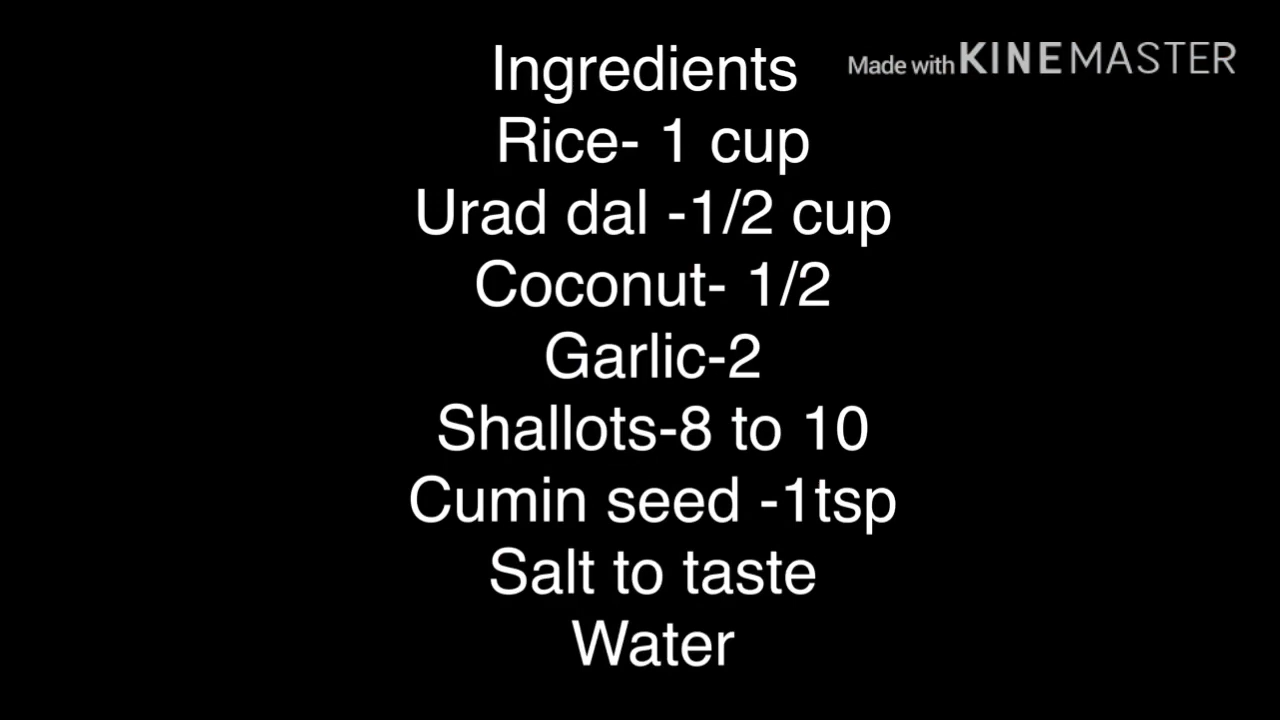 Ingredients
Made with KINEMASTER
Rice- 1 cup
Urad dal -1/2 cup
Coconut- 1/2
Garlic-2
Shallots-8 to 10
Cumin seed -1tsp
Salt to taste
Water